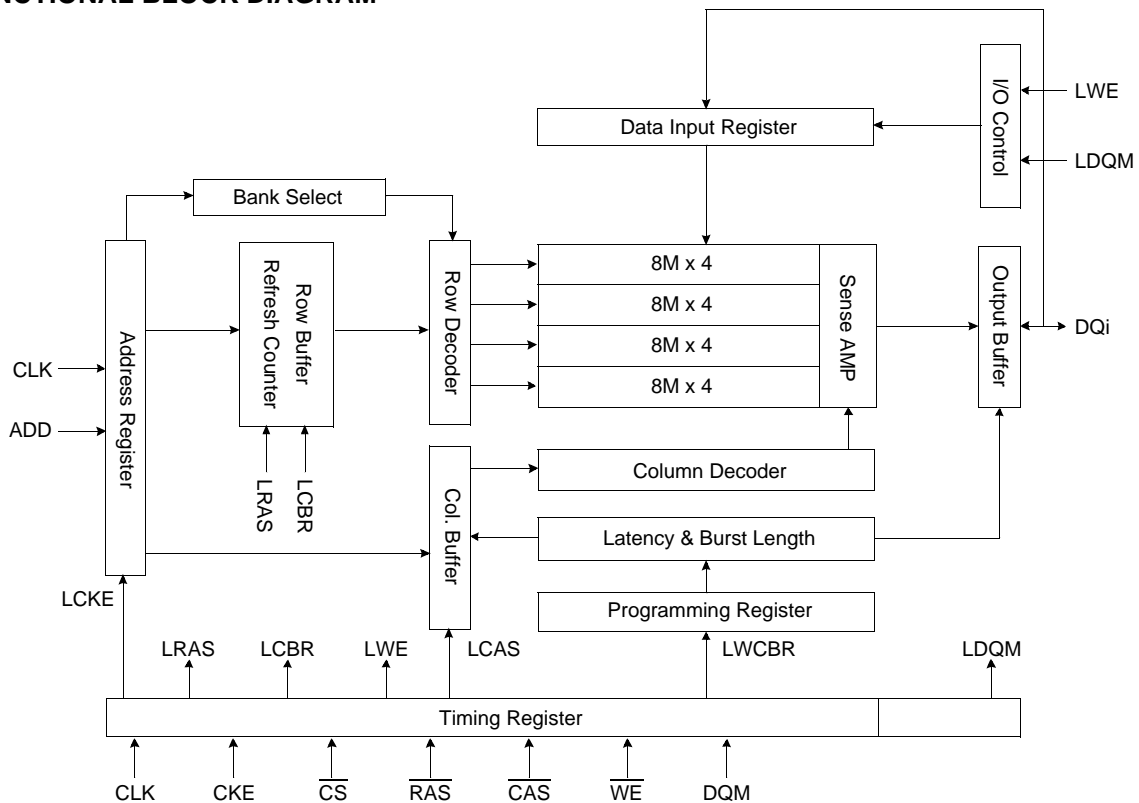 LWE
I/O Control
Data Input Register
LDQM
Bank Select
CLK
ADD
Address Register
Row Buffer
Refresh Counter
Row Decoder
8M x 4
8M x 4
8M x 4
8M x 4
Sense AMP
Output Buffer
DQi
LRAS
LCBR
Col. Buffer
Column Decoder
Latency & Burst Length
Programming Register
LCKE
LRAS
LCBR
LWE
LCAS
LWCBR
LDQM
Timing Register
CLK
CKE
CS
RAS
CAS
WE
DQM